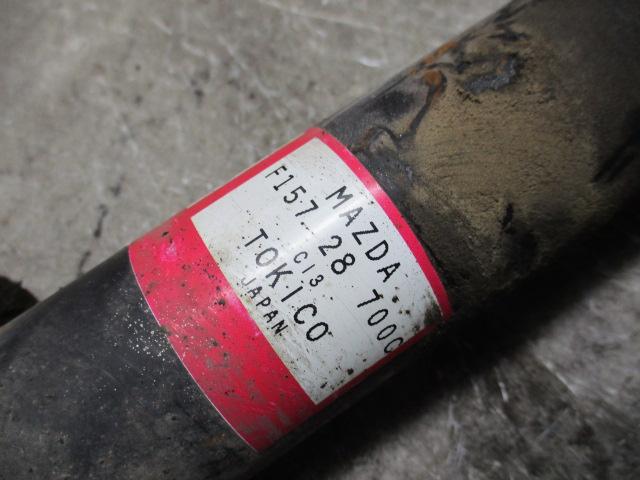 MAZDA
F157 28 700C
C13
TOKICO
JAPAN